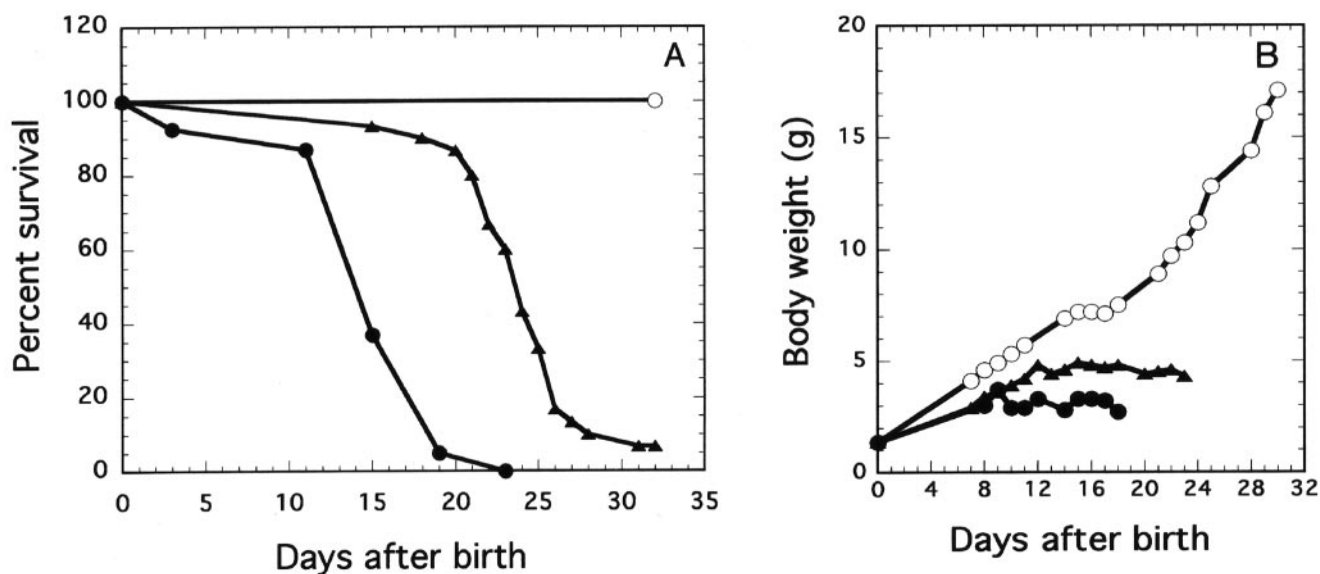 A
120
100
80
60
40
20
0
Percent survival
0 5 10 15 20 25 30 35
Days after birth
B
20
15
10
5
0
Body weight (g)
0 4 8 12 16 20 24 28 32
Days after birth